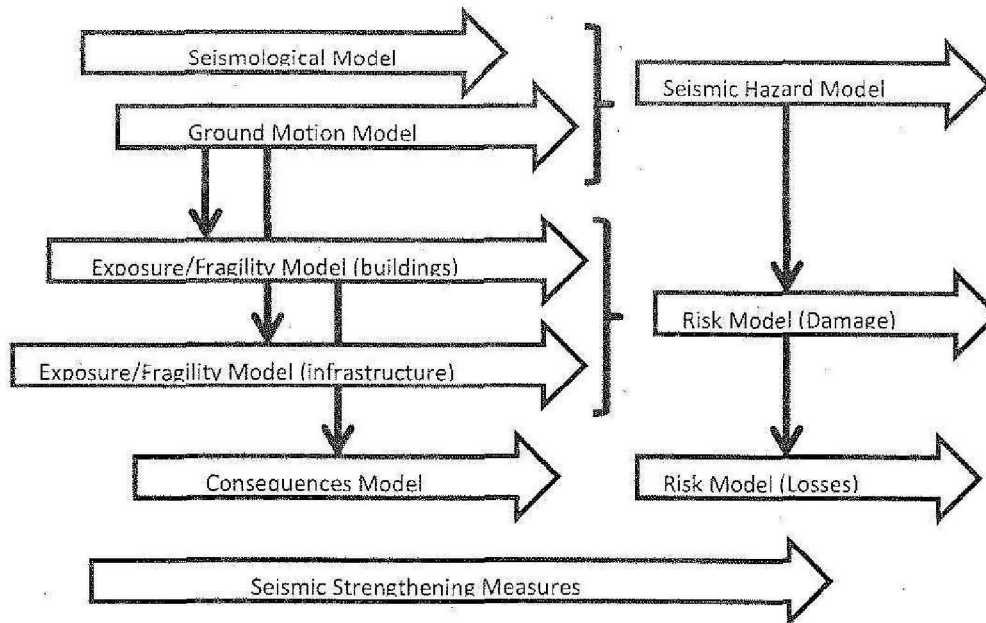 Seismological Model
Seismic Hazard Model
Ground Motion Model
Exposure/Fragility Model (buildings)
Risk Model (Damage)
Exposure/Fragility Model (infrastructure)
Consequences Model
Risk Model (Losses)
Seismic Strengthening Measures